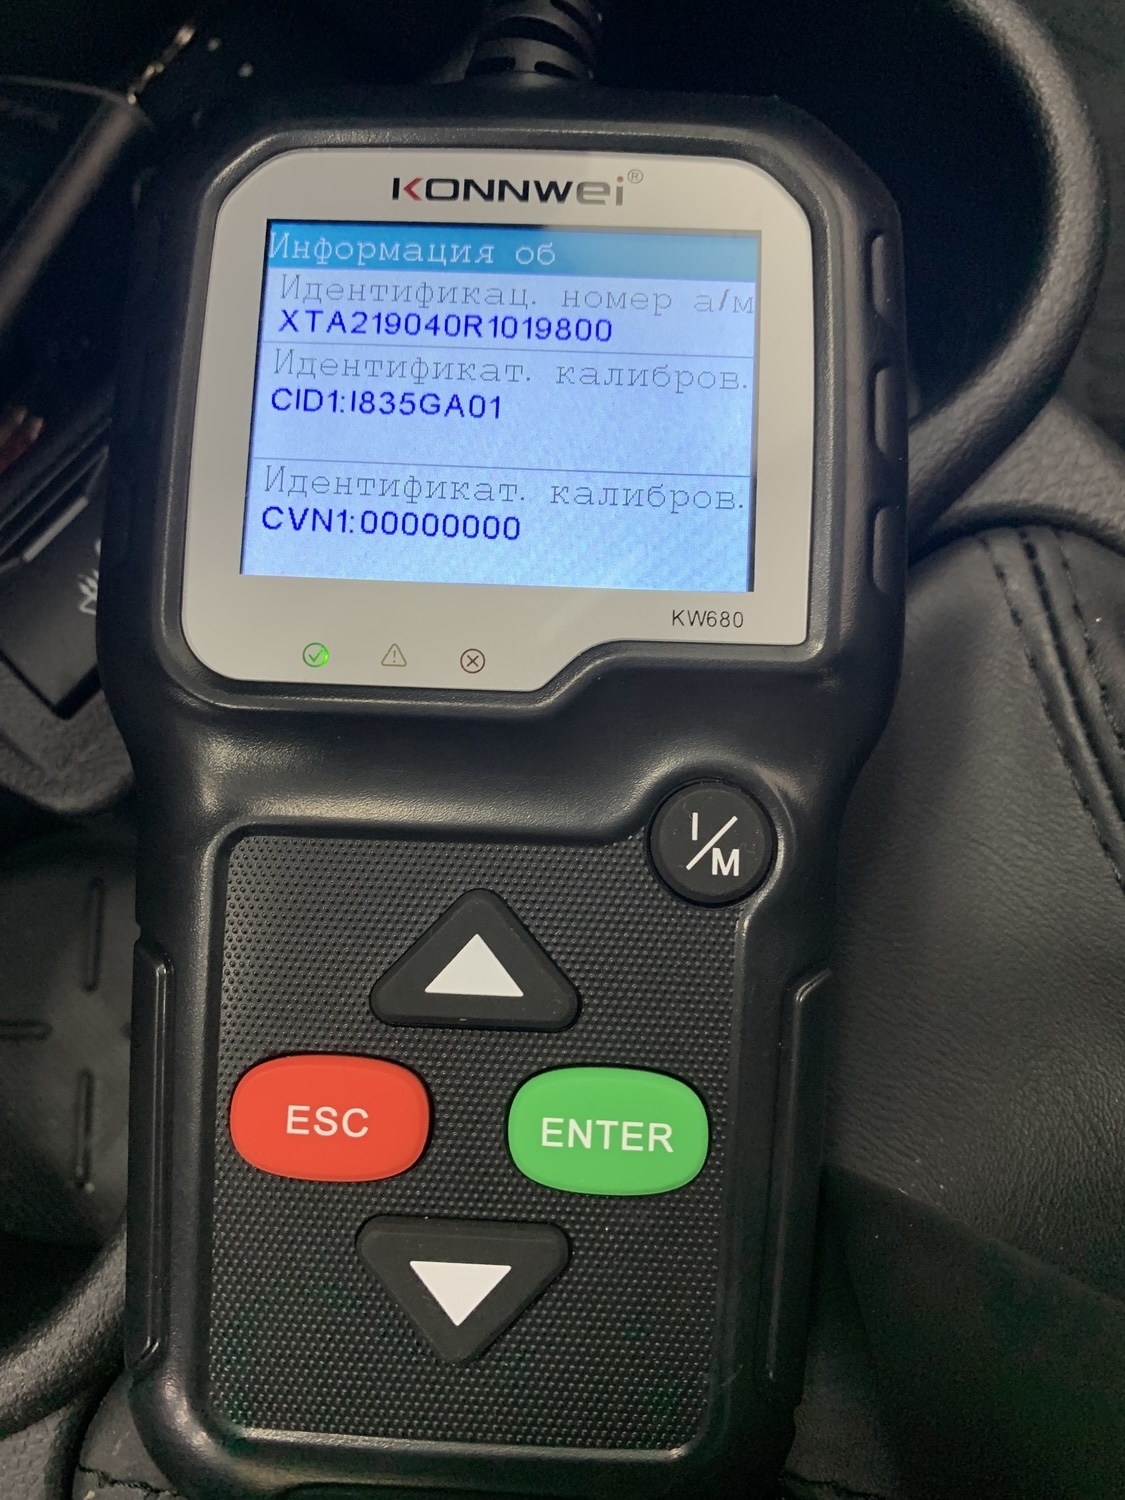 KONNWEI®
Информация об
Идентификац. номер а/м
XTA219040R1019800
Идентификат. калибров.
CID1:I835GA01
Идентификат. калибров.
CVN1:00000000
KW680
I/M
ESC
ENTER